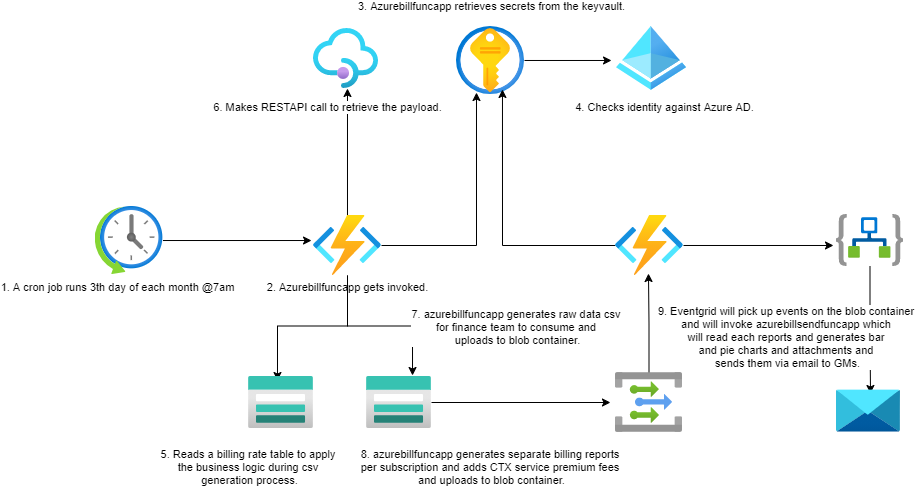 3. Azurebillfuncapp retrieves secrets from the keyvault.
6. Makes RESTAPI call to retrieve the payload.
4. Checks identity against Azure AD.
1. A cron job runs 3th day of each month @7am
2. Azurebillfuncapp gets invoked.
7. azurebillfuncapp generates raw data csv
for finance team to consume and
uploads to blob container.
9. Eventgrid will pick up events on the blob container
and will invoke azurebillsendfuncapp which
will read each reports and generates bar
and pie charts and attachments and
sends them via email to GMs.
5. Reads a billing rate table to apply
the business logic during csv
generation process.
8. azurebillfuncapp generates separate billing reports
per subscription and adds CTX service premium fees
and uploads to blob container.